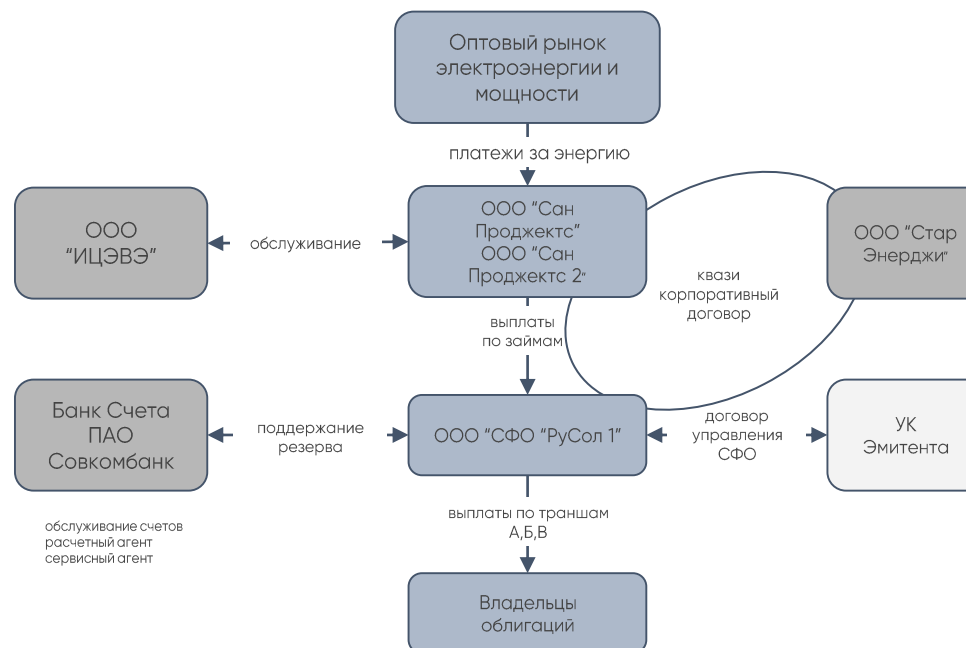 Оптовый рынок
электроэнергии и
мощности
платежи за энергию
ООО
“ИЦЭВЭ”
обслуживание
ООО “Сан
Проджектс”
ООО “Сан
Проджектс 2”
квази
корпоративный
договор
ООО “Стар
Энерджи”
выплаты
по займам
Банк Счета
ПАО
Совкомбанк
поддержание
резерва
ООО “СФО “РуСол 1”
договор
управления
СФО
УК
Эмитента
обслуживание счетов
расчетный агент
сервисный агент
выплаты по траншам
А,Б,В
Владельцы
облигаций